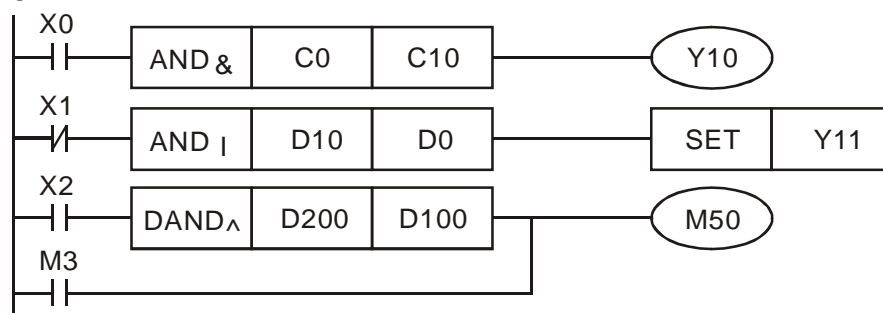 X0
AND & C0 C10 Y10
X1
AND | D10 D0 SET Y11
X2
DAND^ D200 D100 M50
M3